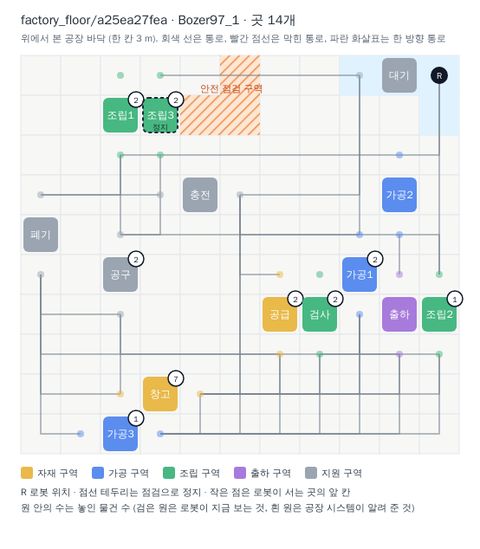 factory_floor/a25ea27fea · Bozer97_1 · 곳 14개
위에서 본 공장 바닥 (한 칸 3 m). 회색 선은 통로, 빨간 점선은 막힌 통로, 파란 화살표는 한 방향 통로
대기
R
안전 점검 구역
2
2
조립1
조립3
정지
충전
가공2
폐기
2
2
공구
가공1
2
2
1
공급
검사
출하
조립2
7
창고
1
가공3
자재 구역
가공 구역
조립 구역
출하 구역
지원 구역
R 로봇 위치 · 점선 테두리는 점검으로 정지 · 작은 점은 로봇이 서는 곳의 앞 칸
원 안의 수는 놓인 물건 수 (검은 원은 로봇이 지금 보는 것, 흰 원은 공장 시스템이 알려 준 것)